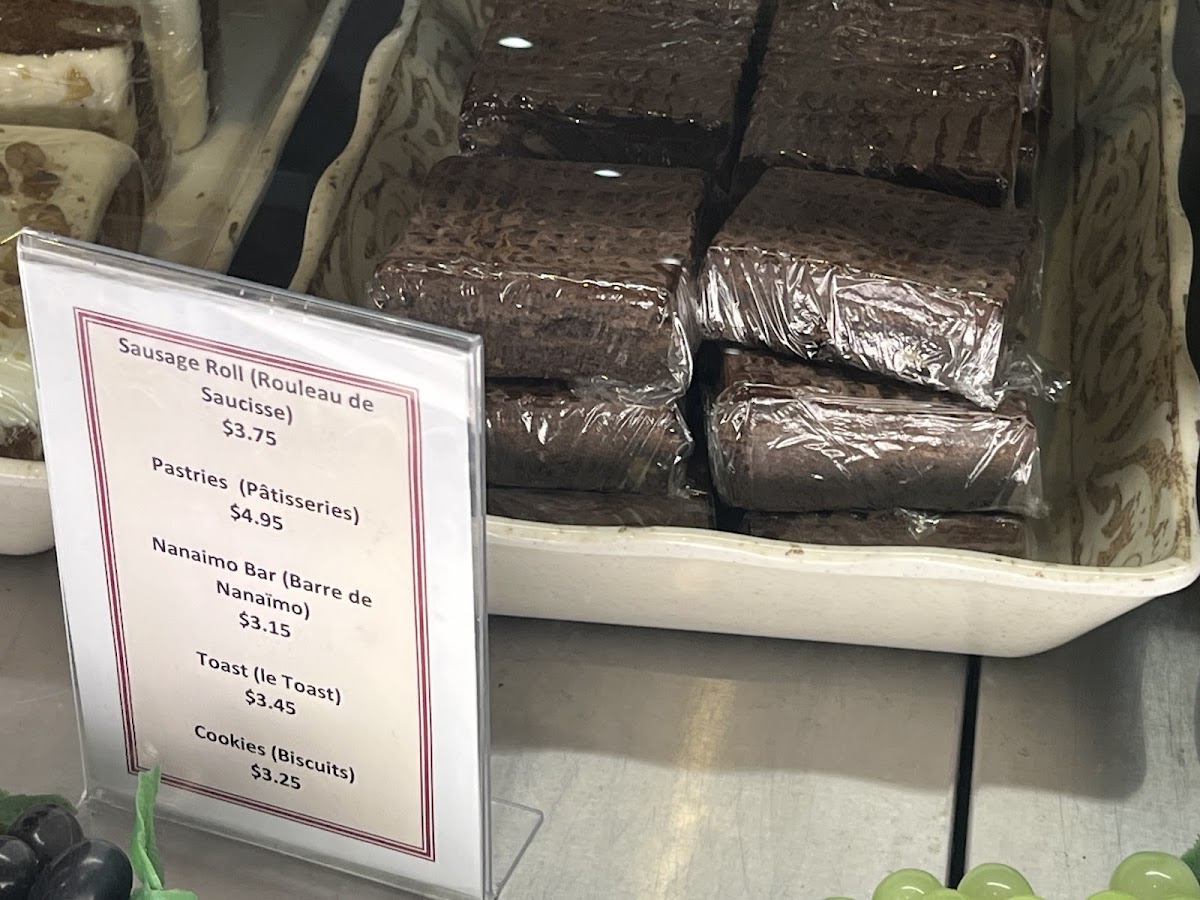 Sausage Roll (Rouleau de
Saucisse)
$3.75
Pastries (Pâtisseries)
$4.95
Nanaimo Bar (Barre de
Nanaïmo)
$3.15
Toast (le Toast)
$3.45
Cookies (Biscuits)
$3.25